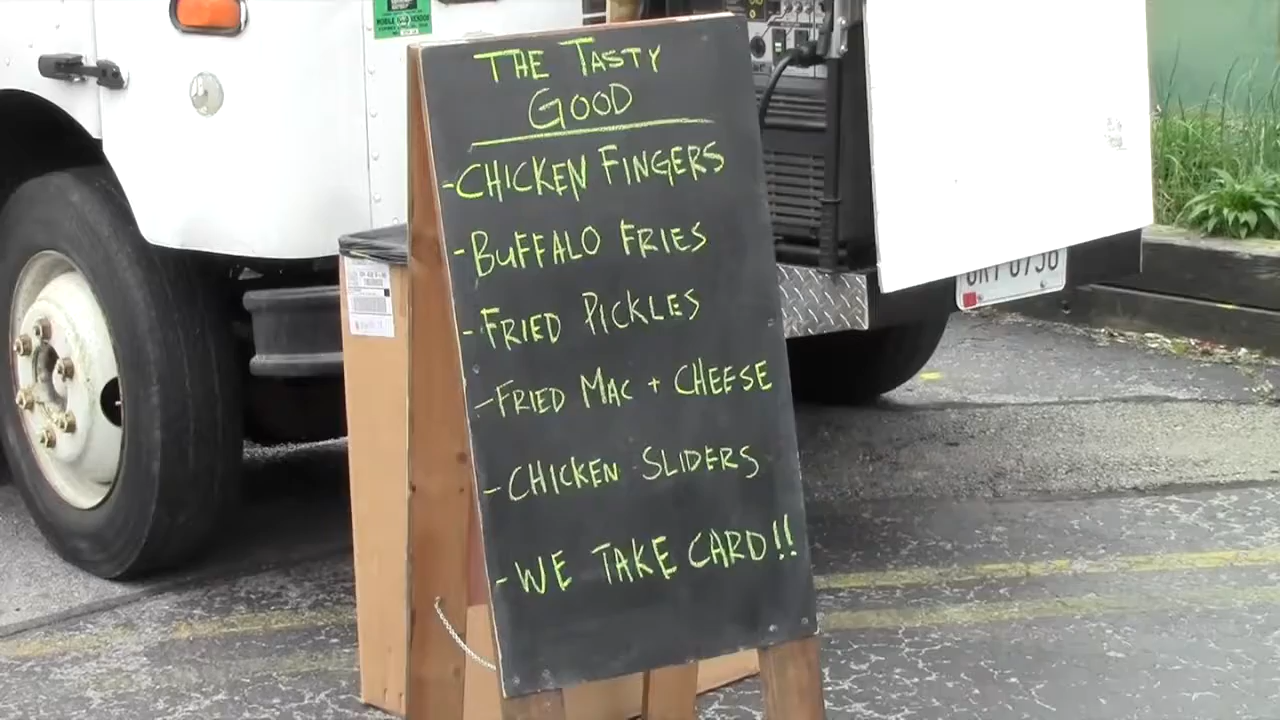 THE TASTY
GOOD
-CHICKEN FINGERS
-BUFFALO FRIES
-FRIED PICKLES
-FRIED MAC + CHEESE
-CHICKEN SLIDERS
-WE TAKE CARD!!